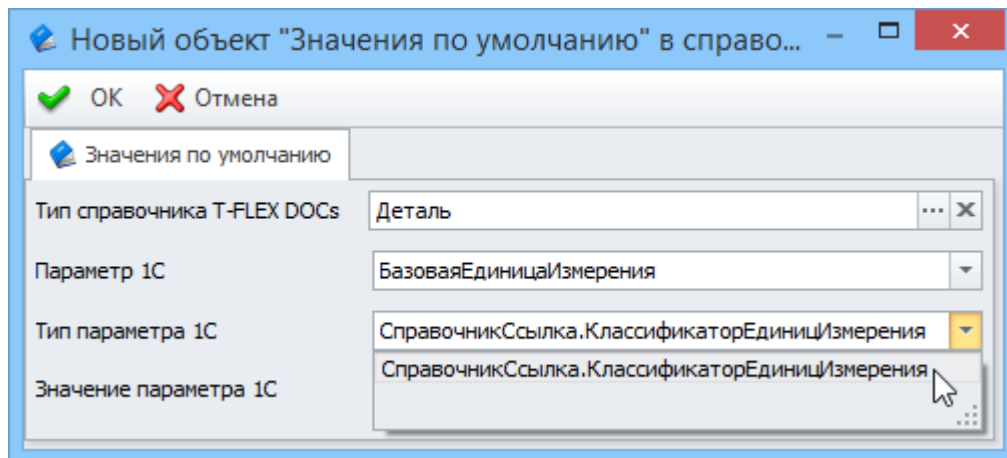 Новый объект "Значения по умолчанию" в справо...
ОК Отмена
Значения по умолчанию
Тип справочника T-FLEX DOCs Деталь
Параметр 1С БазоваяЕдиницаИзмерения
Тип параметра 1С СправочникСсылка.КлассификаторЕдиницИзмерения
СправочникСсылка.КлассификаторЕдиницИзмерения
Значение параметра 1С